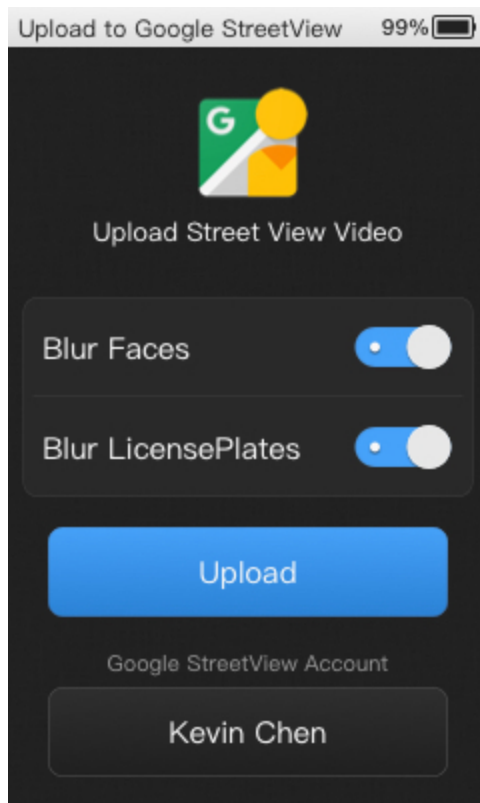 Upload to Google StreetView 99%
G
Upload Street View Video
Blur Faces
Blur LicensePlates
Upload
Google StreetView Account
Kevin Chen